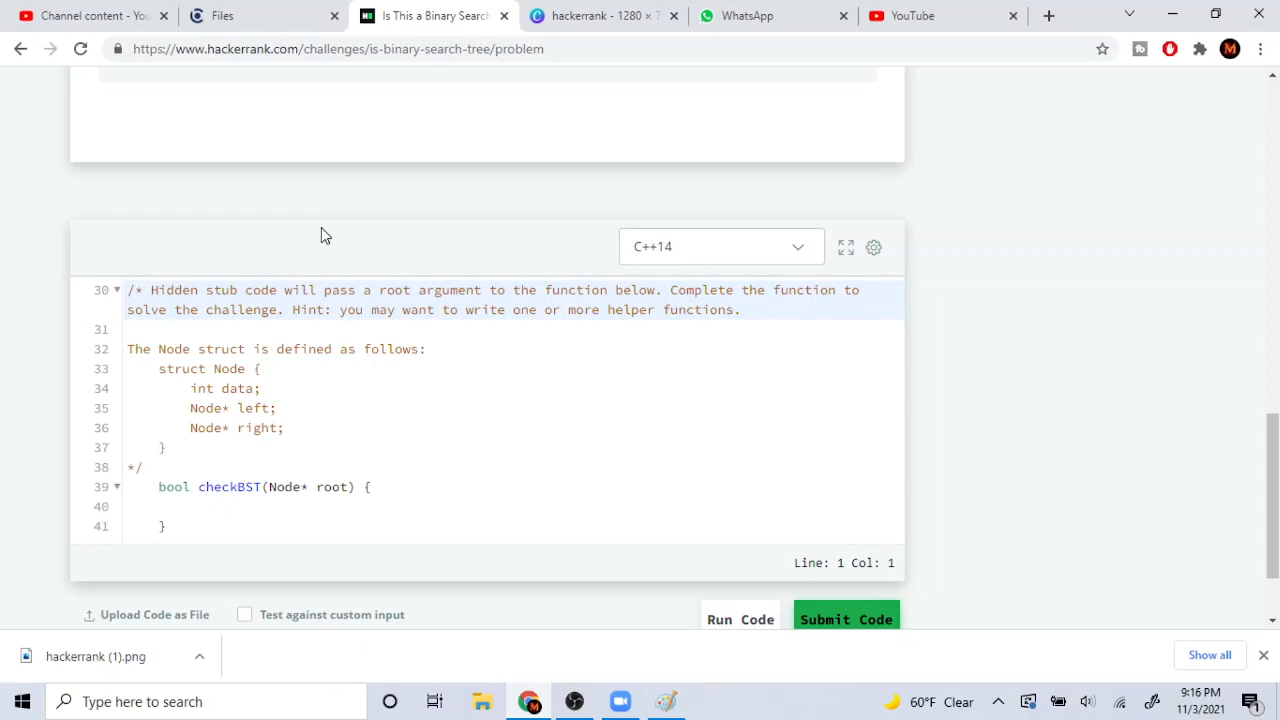 Channel content - You
Files
Is This a Binary Search
hackerrank - 1280 × 7
WhatsApp
YouTube
https://www.hackerrank.com/challenges/is-binary-search-tree/problem
C++14
30 /* Hidden stub code will pass a root argument to the function below. Complete the function to
solve the challenge. Hint: you may want to write one or more helper functions.
31
32 The Node struct is defined as follows:
33 struct Node {
34 int data;
35 Node* left;
36 Node* right;
37 }
38 */
39 bool checkBST(Node* root) {
40
41 }
Line: 1 Col: 1
Upload Code as File
Test against custom input
Run Code
Submit Code
hackerrank (1).png
Show all
Type here to search
60°F Clear
9:16 PM
11/3/2021